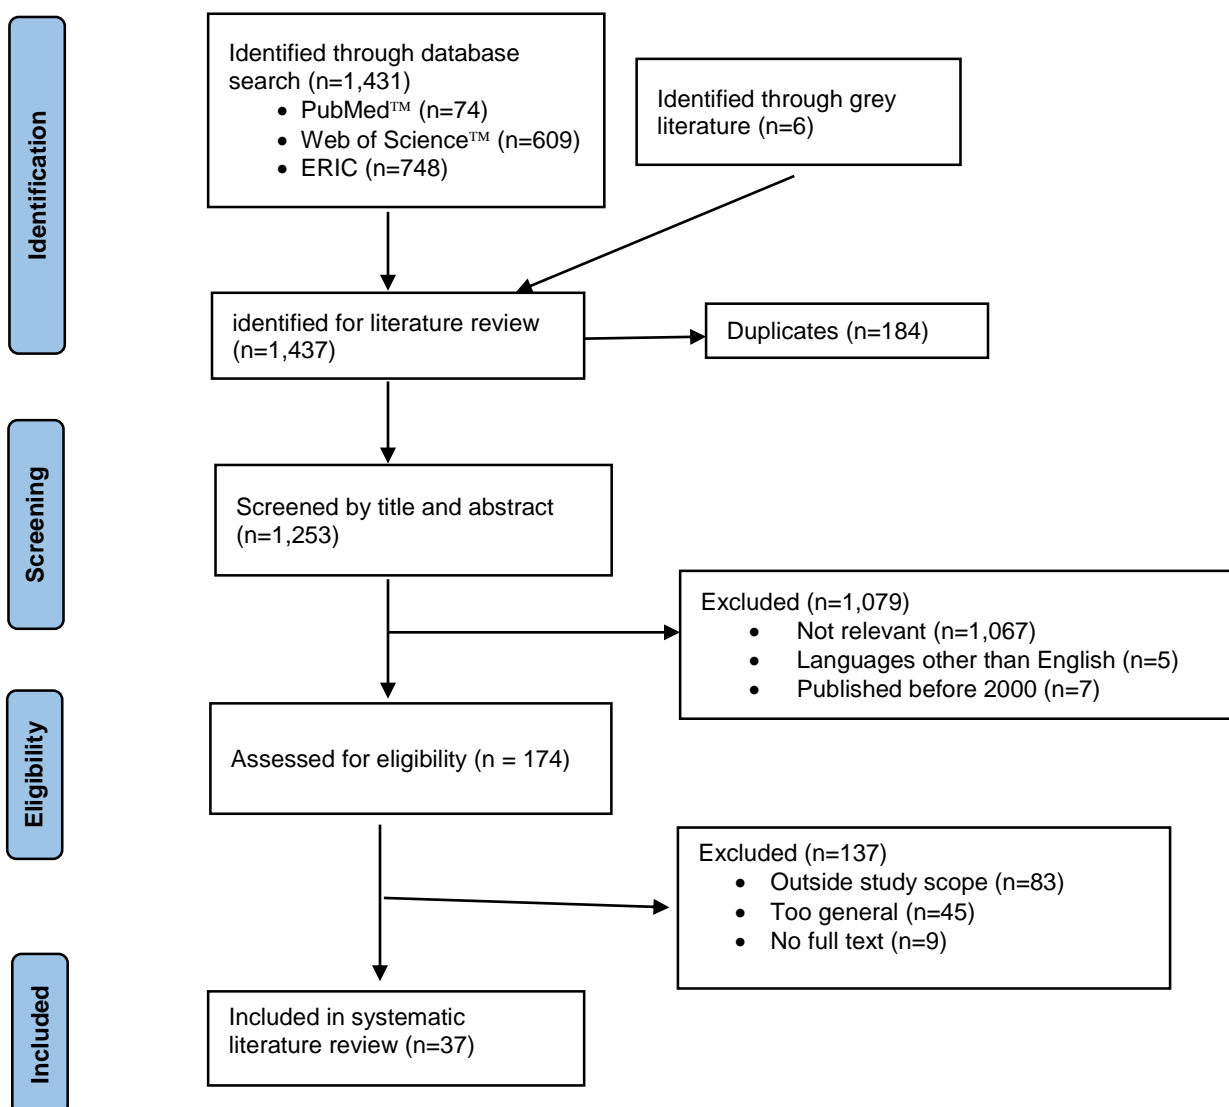 Identification
Identified through database
search (n=1,431)
• PubMed™ (n=74)
• Web of Science™ (n=609)
• ERIC (n=748)
Identified through grey
literature (n=6)
identified for literature review
(n=1,437)
Duplicates (n=184)
Screening
Screened by title and abstract
(n=1,253)
Excluded (n=1,079)
• Not relevant (n=1,067)
• Languages other than English (n=5)
• Published before 2000 (n=7)
Eligibility
Assessed for eligibility (n = 174)
Excluded (n=137)
• Outside study scope (n=83)
• Too general (n=45)
• No full text (n=9)
Included
Included in systematic
literature review (n=37)